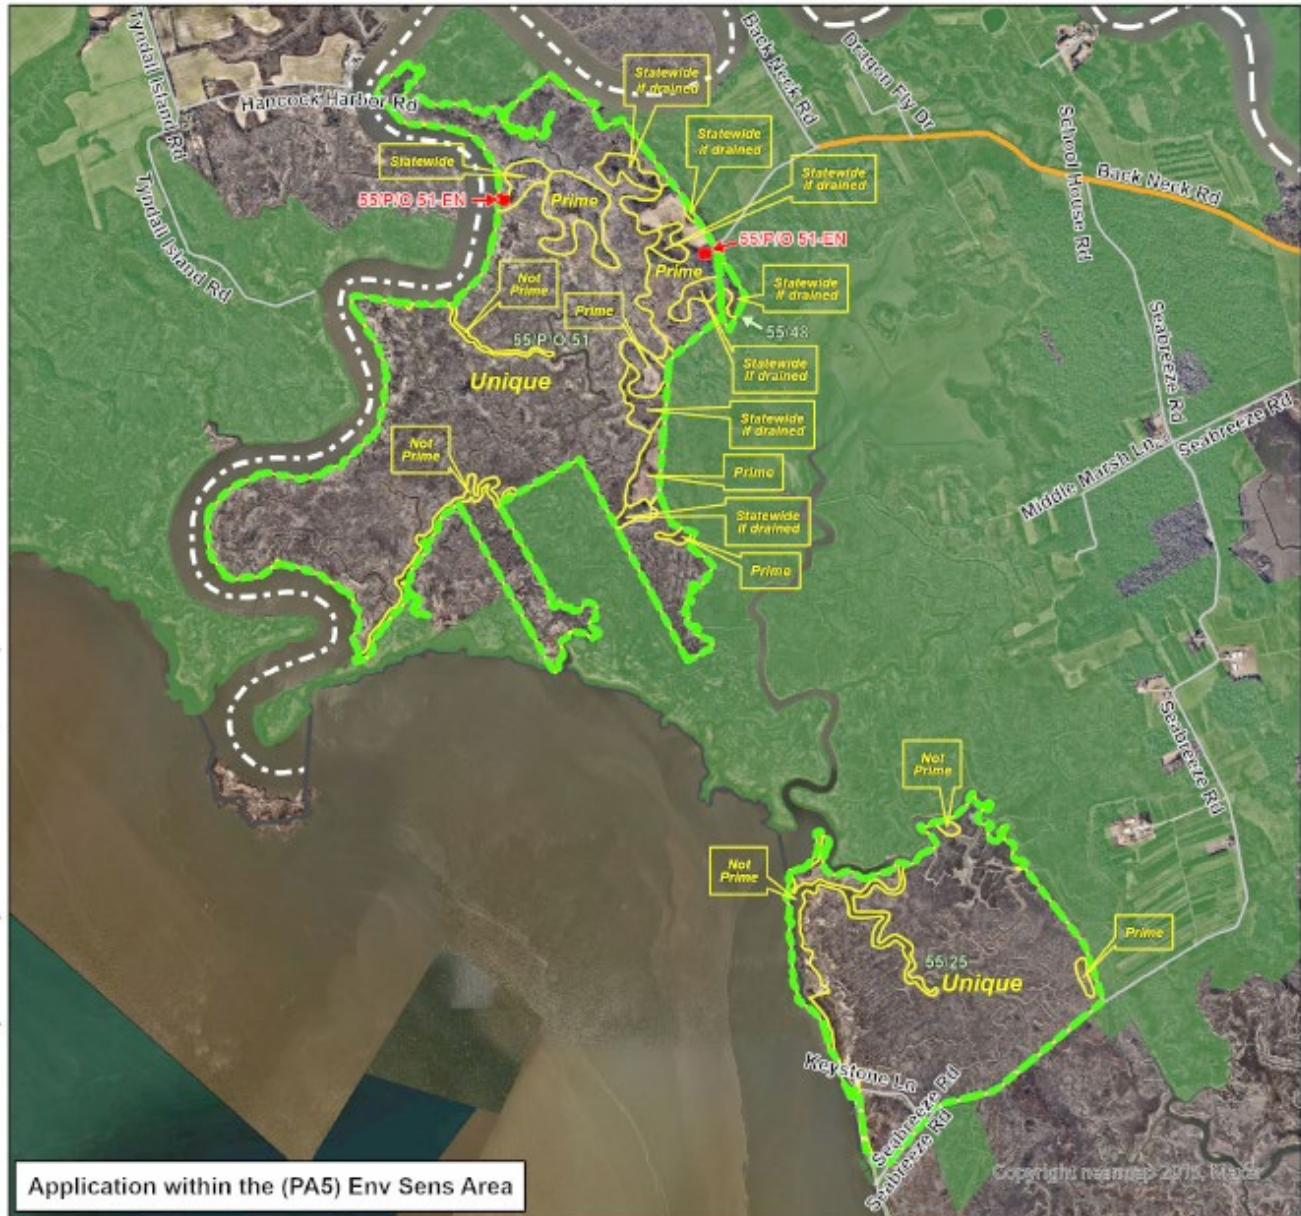 Tyndall Island Rd
Hancock Harbor Rd
Tyndall Island Rd
Back Neck Rd
Dragon Fly Dr
School House Rd
Back Neck Rd
Seabreeze Rd
Seabreeze Rd
Middle Marsh Ln
Seabreeze Rd
Statewide
if drained
Statewide
if drained
Statewide
if drained
Statewide
55/P/O 51-EN
Prime
55/P/O 51-EN
Prime
Not
Prime
Prime
Statewide
if drained
55/48
55/P/O 51
Unique
Statewide
if drained
Statewide
if drained
Not
Prime
Prime
Statewide
if drained
Prime
Not
Prime
Not
Prime
Prime
55/25
Unique
Keystone Ln
Seabreeze Rd
Seabreeze Rd
Application within the (PA5) Env Sens Area
Copyright nearmap 2015,